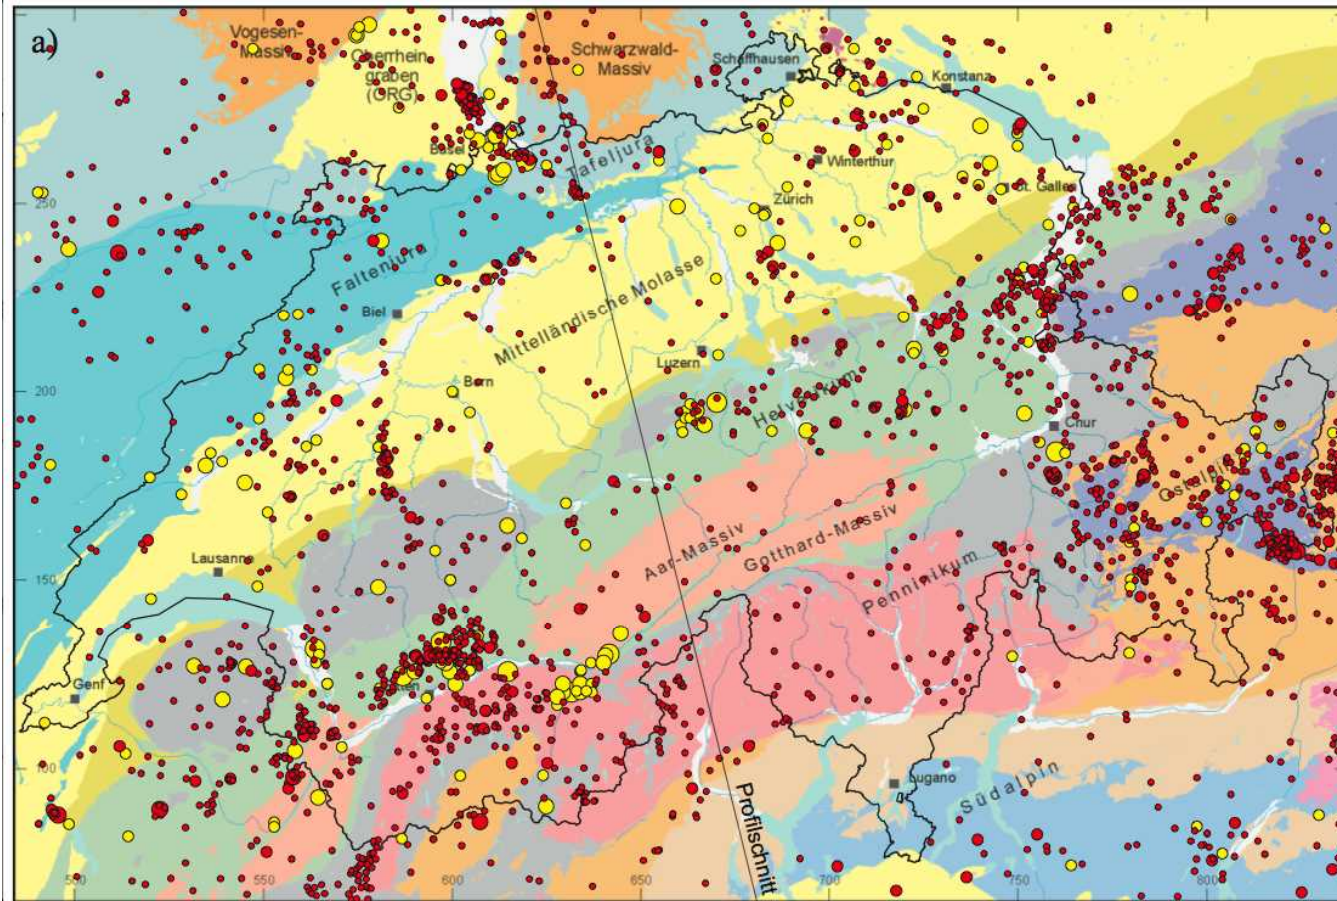 a)
Vogesen-
Massiv
Oberrhein
graben
(ORG)
Schwarzwald-
Massiv
Schaffhausen
Konstanz
Basel
Tafeljura
Winterthur
St. Gallen
Zürich
250
Faltenjura
Biel
Mittelländische Molasse
Luzern
Bern
200
Helvetikum
Chur
Ostalpin
Aar-Massiv
Gotthard-Massiv
Penninikum
Lausanne
150
Genf
100
Lugano
Südalpin
Profilschnitt
500
550
600
650
700
750
800